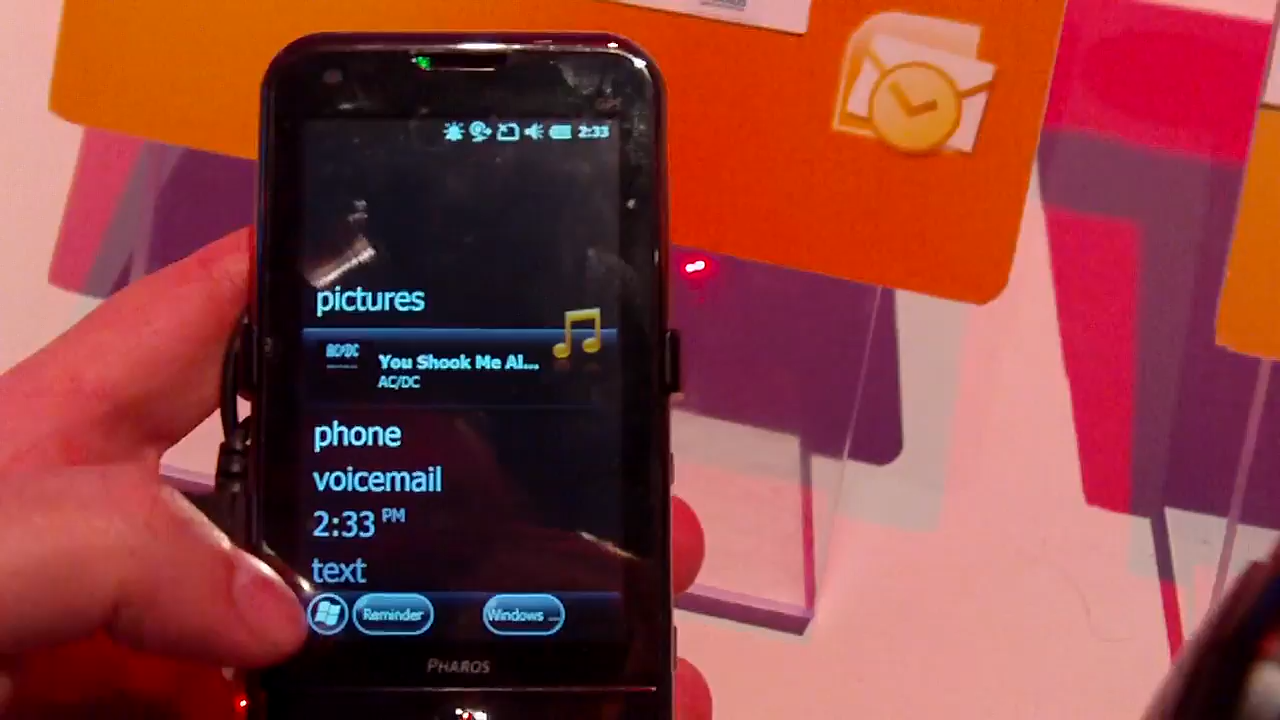 GPS
2:33
pictures
AC/DC
You Shook Me Al...
AC/DC
phone
voicemail
2:33 PM
text
Reminder
Windows ...
PHAROS